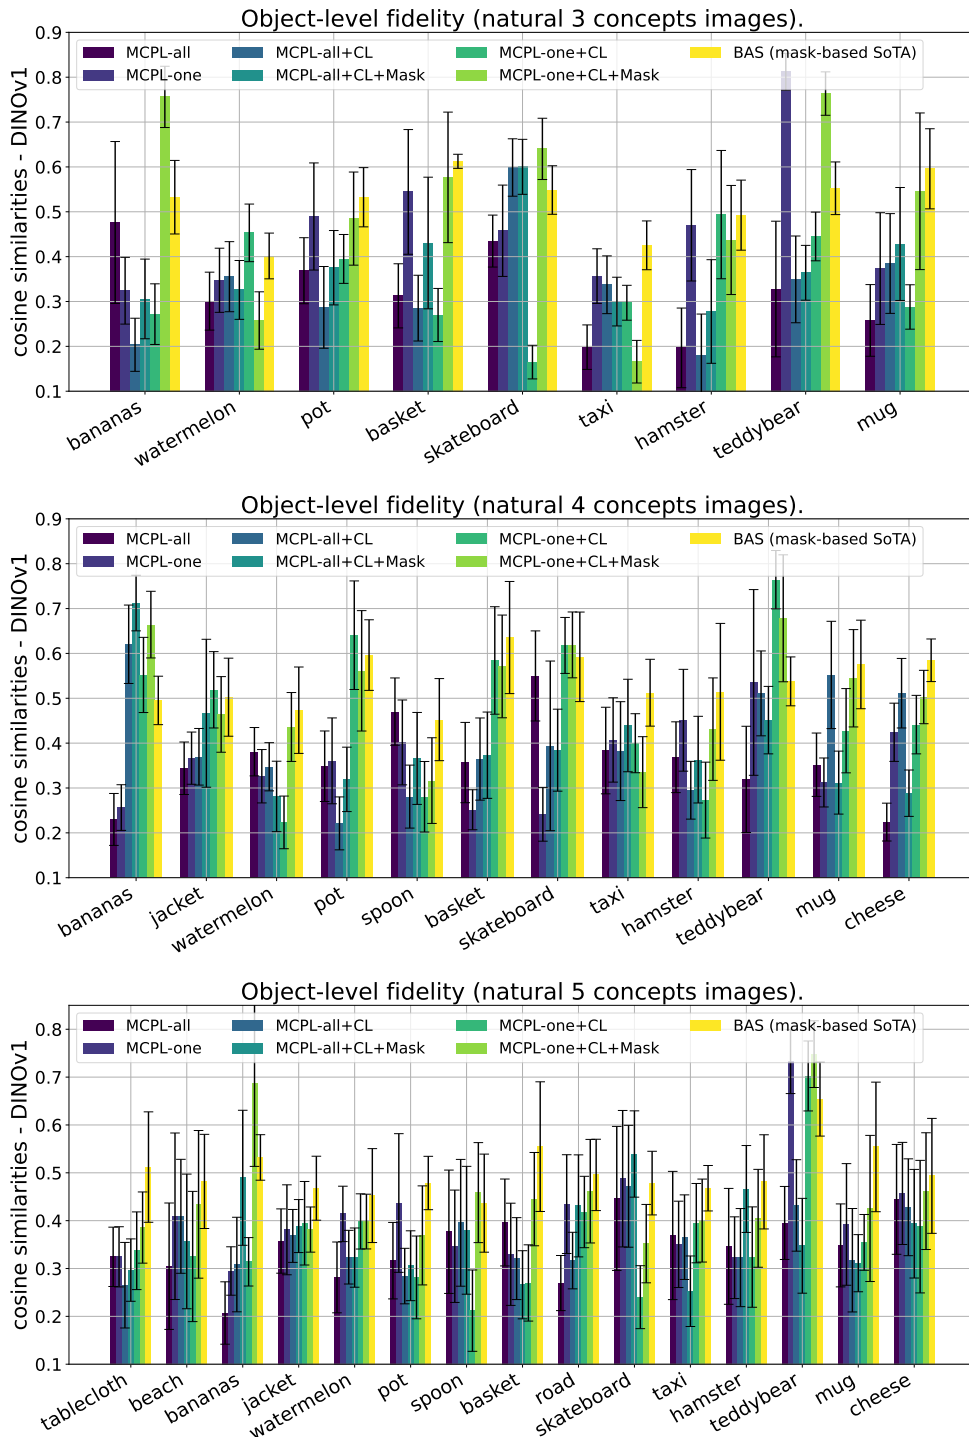 Object-level fidelity (natural 3 concepts images).
cosine similarities - DINOv1
0.9
0.8
0.7
0.6
0.5
0.4
0.3
0.2
0.1
MCPL-all MCPL-all+CL MCPL-one+CL BAS (mask-based SoTA)
MCPL-one MCPL-all+CL+Mask MCPL-one+CL+Mask
bananas watermelon pot basket skateboard taxi hamster teddybear mug
Object-level fidelity (natural 4 concepts images).
cosine similarities - DINOv1
0.9
0.8
0.7
0.6
0.5
0.4
0.3
0.2
0.1
MCPL-all MCPL-all+CL MCPL-one+CL BAS (mask-based SoTA)
MCPL-one MCPL-all+CL+Mask MCPL-one+CL+Mask
bananas jacket watermelon pot spoon basket skateboard taxi hamster teddybear mug cheese
Object-level fidelity (natural 5 concepts images).
cosine similarities - DINOv1
0.8
0.7
0.6
0.5
0.4
0.3
0.2
0.1
MCPL-all MCPL-all+CL MCPL-one+CL BAS (mask-based SoTA)
MCPL-one MCPL-all+CL+Mask MCPL-one+CL+Mask
tablecloth beach bananas jacket watermelon pot spoon basket road skateboard taxi hamster teddybear mug cheese